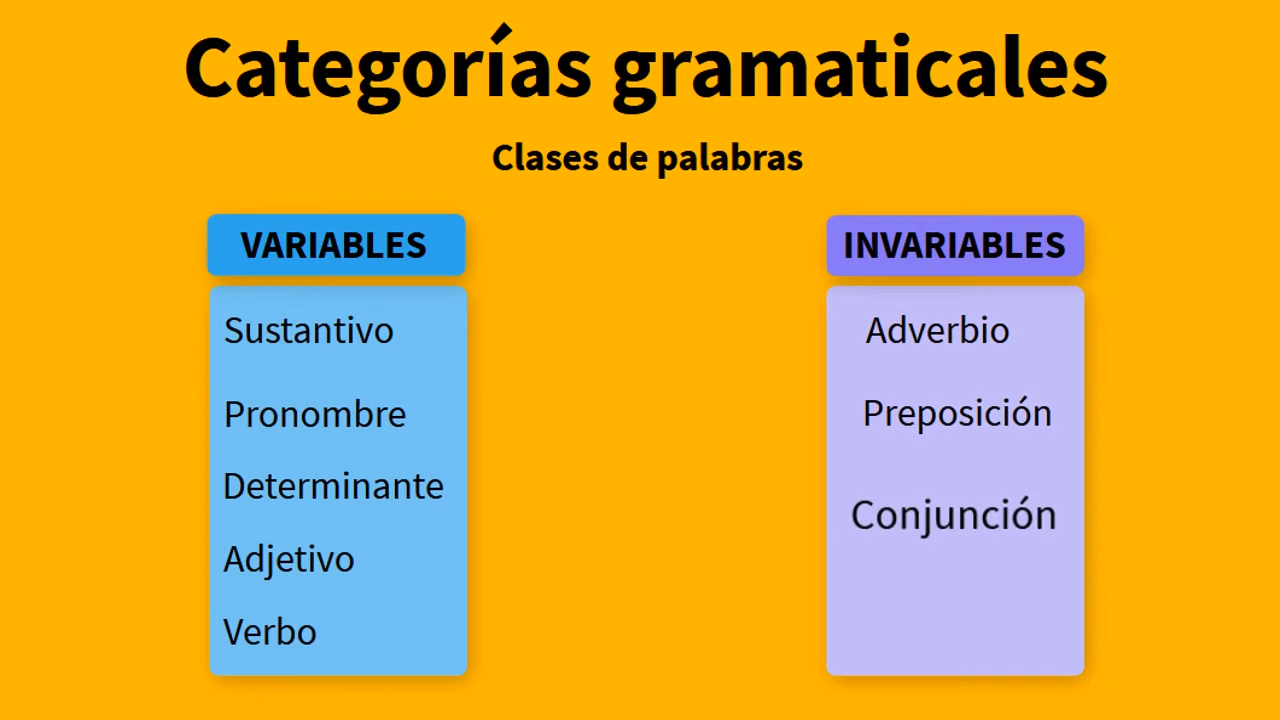 Categorías gramaticales
Clases de palabras
VARIABLES
Sustantivo
Pronombre
Determinante
Adjetivo
Verbo
INVARIABLES
Adverbio
Preposición
Conjunción